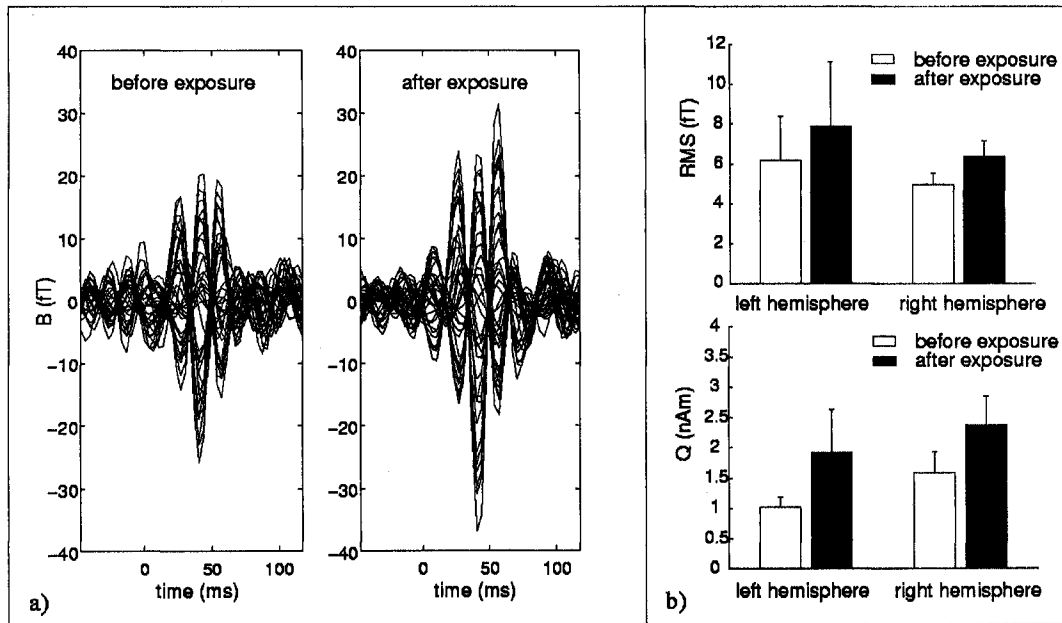 before exposure
B (fT)
40
30
20
10
0
-10
-20
-30
-40
0
50
100
time (ms)
a)
after exposure
40
30
20
10
0
-10
-20
-30
-40
0
50
100
time (ms)
before exposure
after exposure
RMS (fT)
12
10
8
6
4
2
0
left hemisphere
right hemisphere
before exposure
after exposure
Q (nAm)
4
3.5
3
2.5
2
1.5
1
0.5
0
left hemisphere
right hemisphere
b)